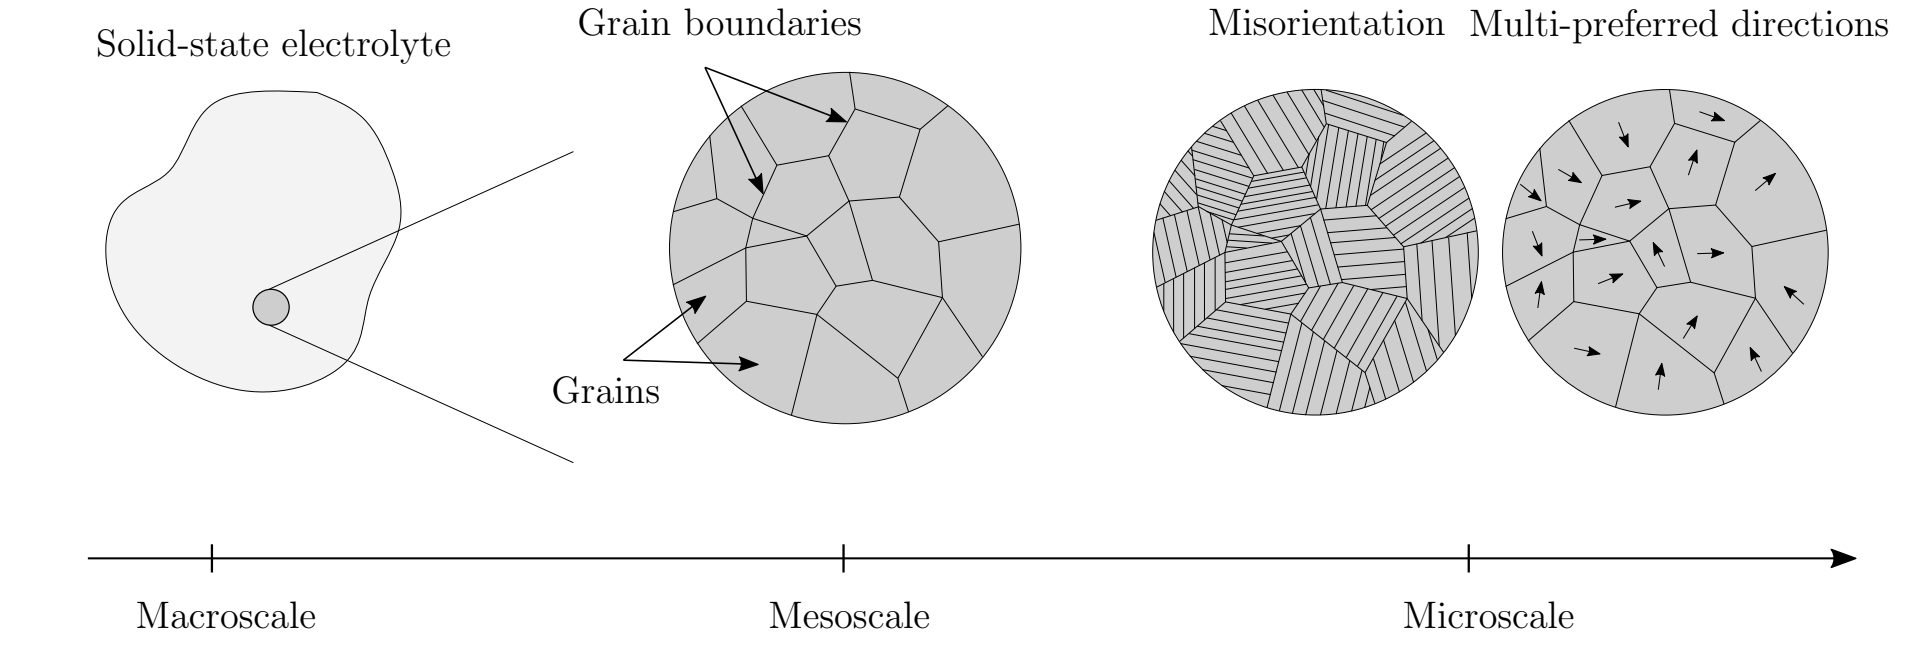 Solid-state electrolyte
Grain boundaries
Misorientation
Multi-preferred directions
Grains
Macroscale
Mesoscale
Microscale